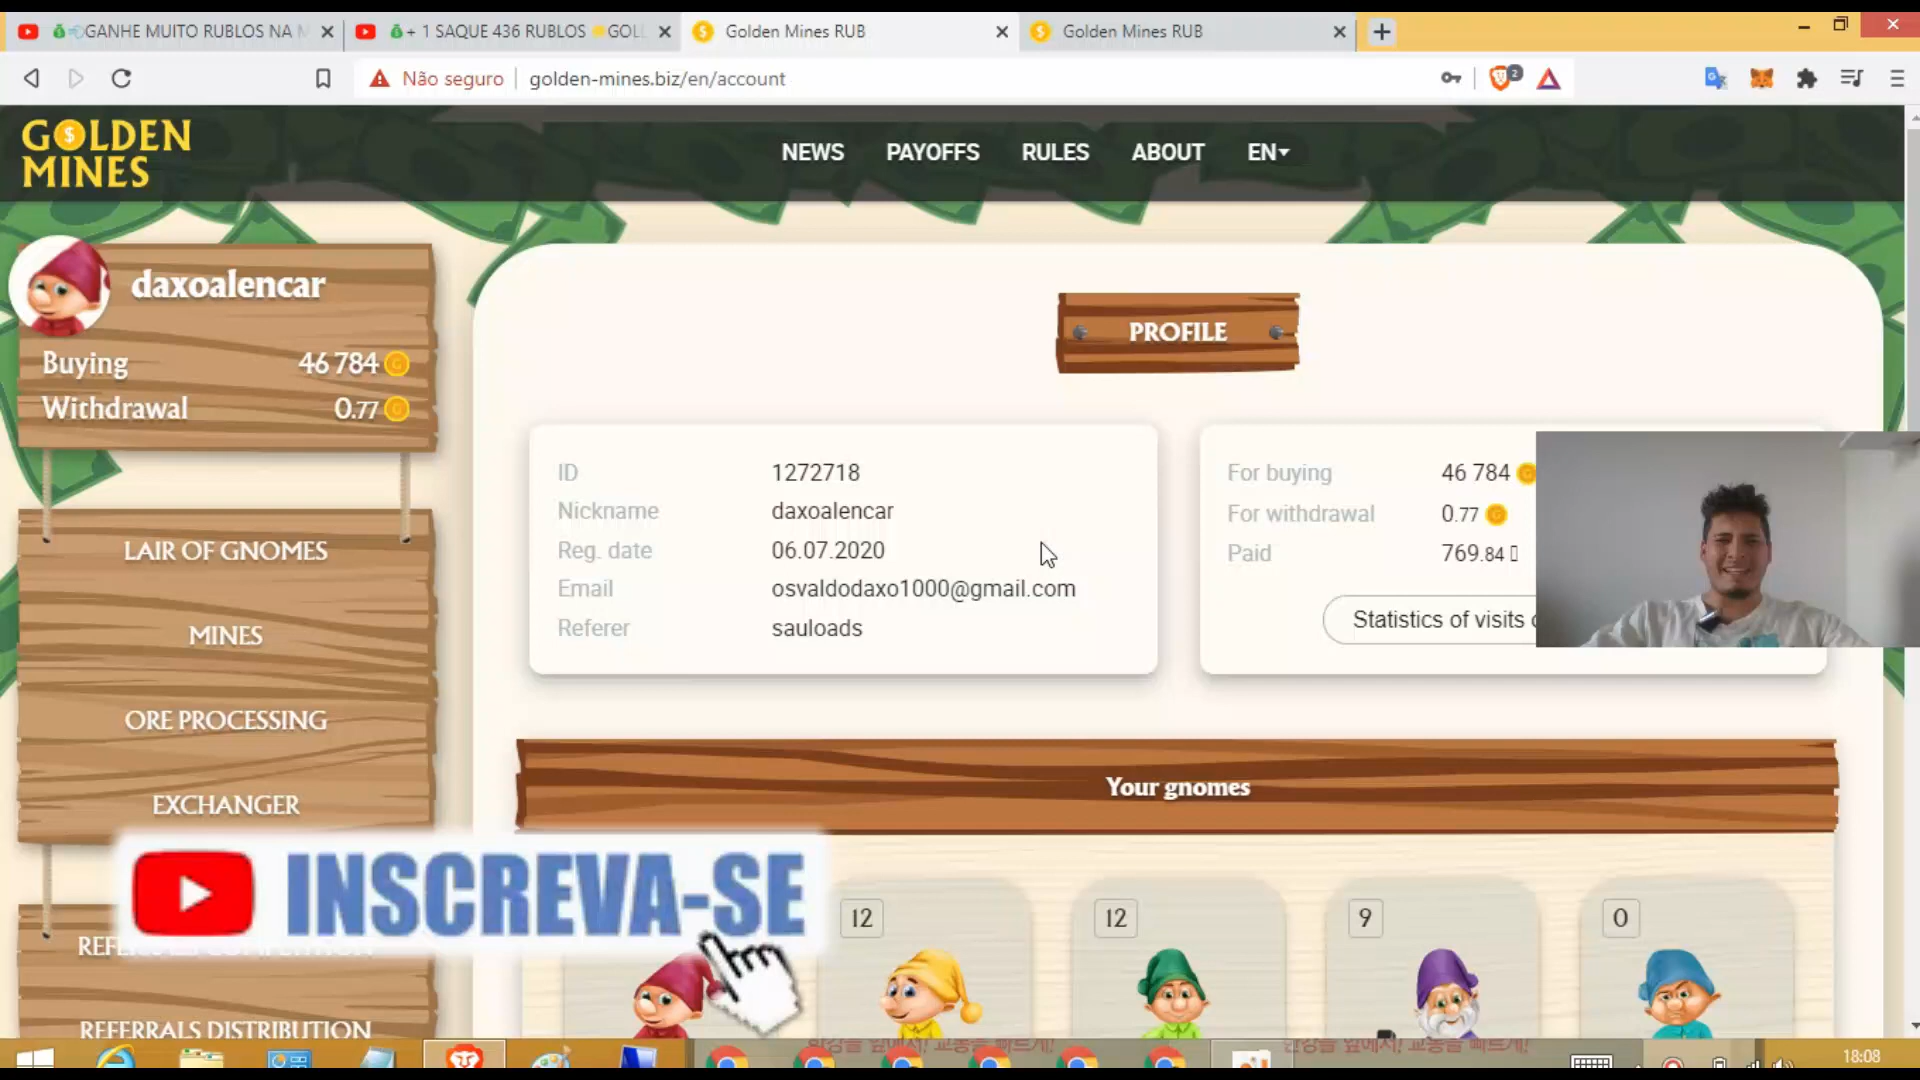 GANHE MUITO RUBLOS NA M
+ 1 SAQUE 436 RUBLOS GOL
Golden Mines RUB
Golden Mines RUB
Não seguro
golden-mines.biz/en/account
2
GOLDEN
MINES
NEWS
PAYOFFS
RULES
ABOUT
EN
daxoalencar
Buying 46 784
Withdrawal 0.77
PROFILE
ID 1272718
Nickname daxoalencar
Reg. date 06.07.2020
Email osvaldodaxo1000@gmail.com
Referer sauloads
For buying 46 784
For withdrawal 0.77
Paid 769.84
Statistics of visits
LAIR OF GNOMES
MINES
ORE PROCESSING
EXCHANGER
Your gnomes
INSCREVA-SE
12
12
9
0
REFERRALS DISTRIBUTION
18:08